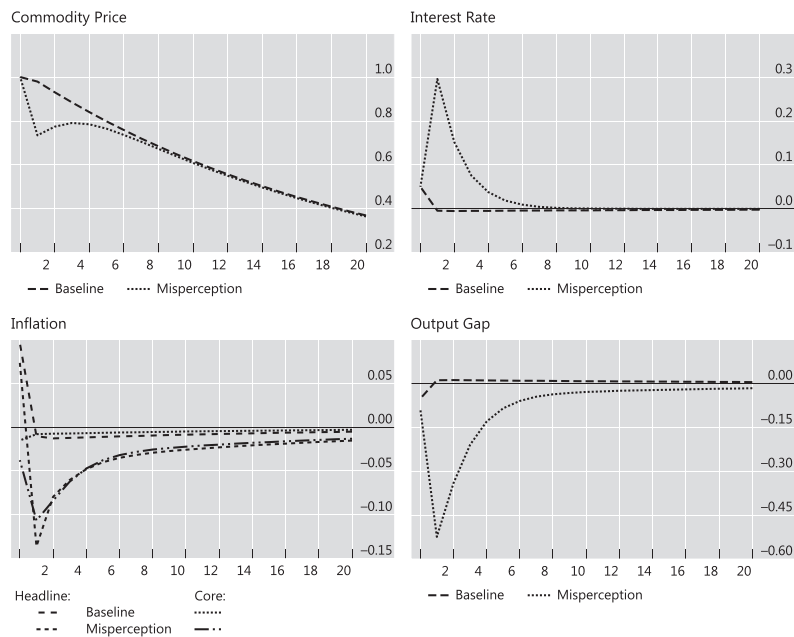 Commodity Price
1.0
0.8
0.6
0.4
0.2
2 4 6 8 10 12 14 16 18 20
Baseline Misperception
Interest Rate
0.3
0.2
0.1
0.0
–0.1
2 4 6 8 10 12 14 16 18 20
Baseline Misperception
Inflation
0.05
0.00
–0.05
–0.10
–0.15
2 4 6 8 10 12 14 16 18 20
Headline: Core:
Baseline
Misperception
Output Gap
0.00
–0.15
–0.30
–0.45
–0.60
2 4 6 8 10 12 14 16 18 20
Baseline Misperception